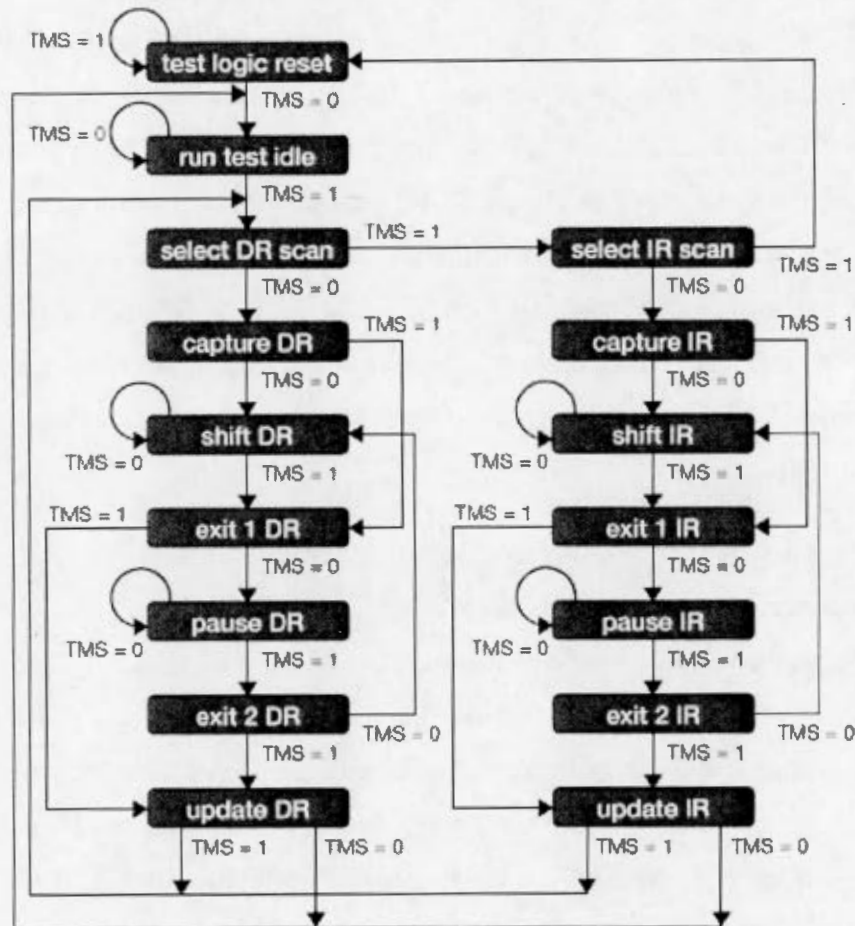 TMS = 1
test logic reset
TMS = 0
TMS = 0
run test idle
TMS = 1
select DR scan
TMS = 1
select IR scan
TMS = 1
TMS = 0
TMS = 0
capture DR
TMS = 1
capture IR
TMS = 1
TMS = 0
TMS = 0
shift DR
shift IR
TMS = 0
TMS = 1
TMS = 0
TMS = 1
TMS = 1
exit 1 DR
TMS = 1
exit 1 IR
TMS = 0
TMS = 0
pause DR
pause IR
TMS = 0
TMS = 1
TMS = 0
TMS = 1
exit 2 DR
TMS = 0
exit 2 IR
TMS = 0
TMS = 1
TMS = 1
update DR
update IR
TMS = 1
TMS = 0
TMS = 1
TMS = 0